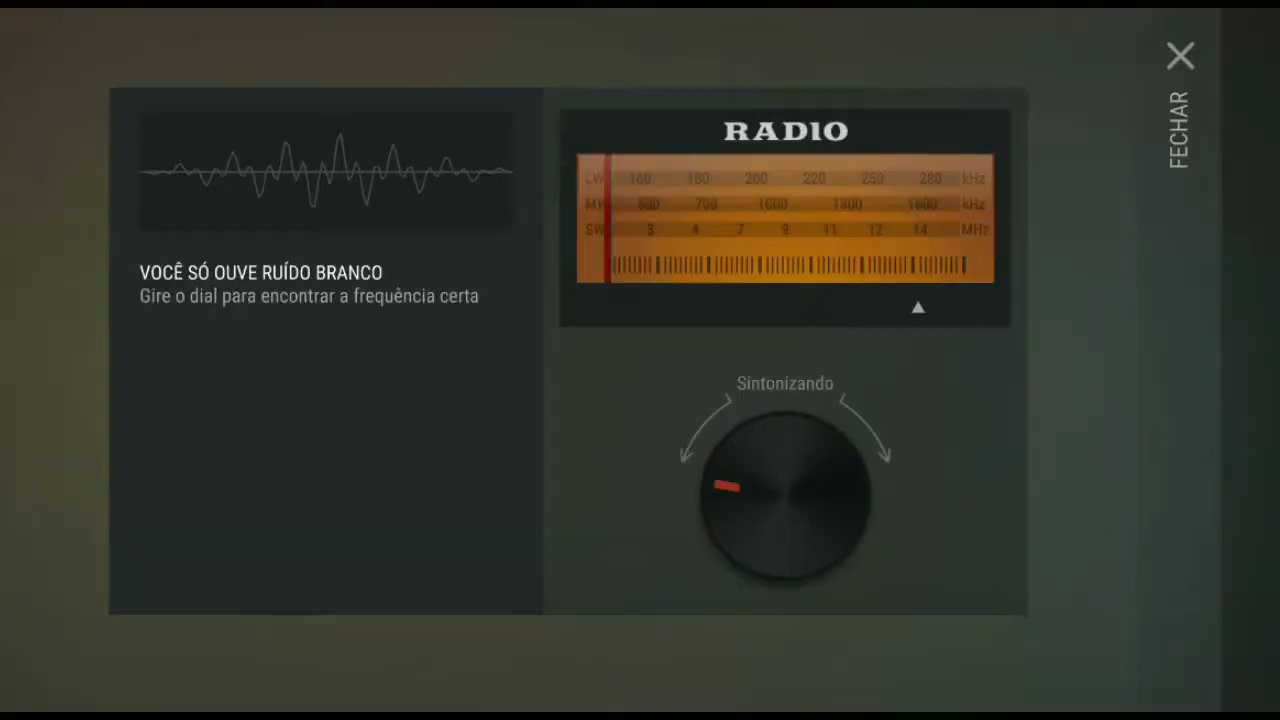 FECHAR
RADIO
LW 160 180 200 220 250 280 kHz
MW 600 700 1000 1300 1600 kHz
SW 3 4 7 9 11 12 14 MHz
VOCÊ SÓ OUVE RUÍDO BRANCO
Gire o dial para encontrar a frequência certa
Sintonizando